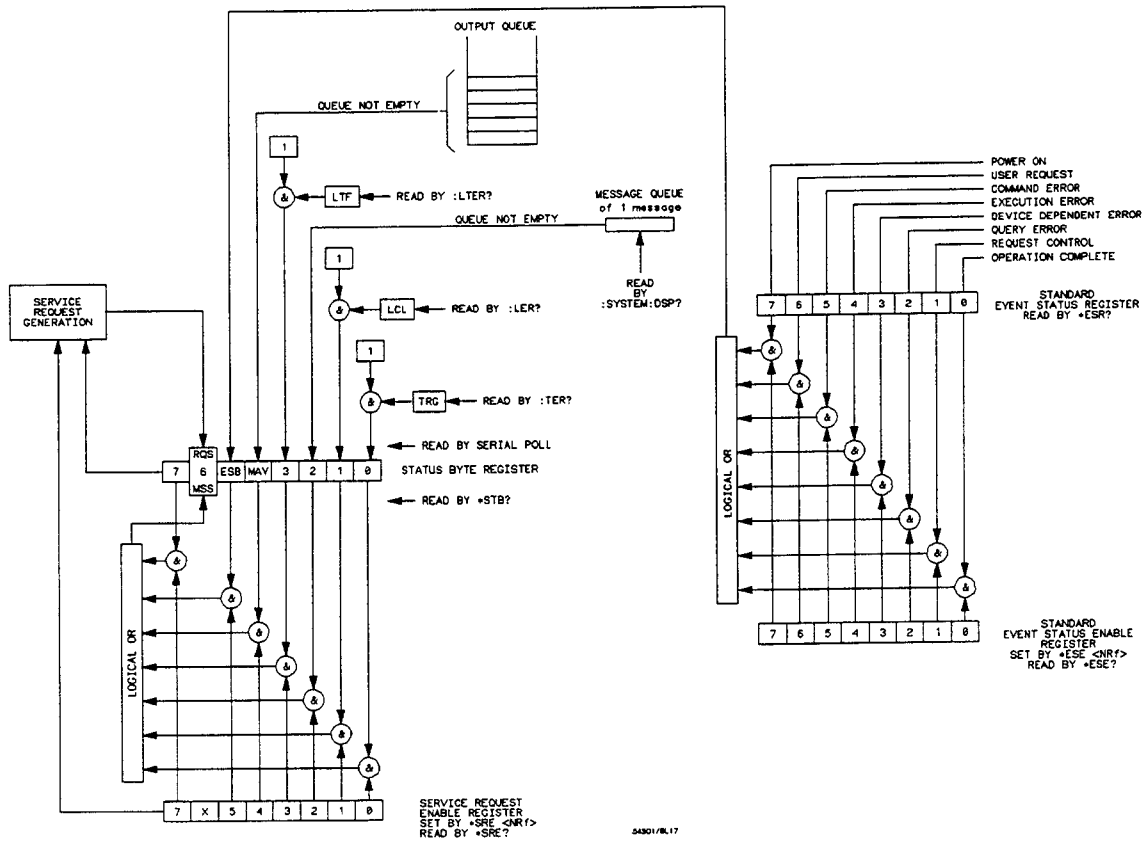 OUTPUT QUEUE
QUEUE NOT EMPTY
1
& LTF READ BY :LTER?
MESSAGE QUEUE
of 1 message
QUEUE NOT EMPTY
READ
BY
:SYSTEM:DSP?
1
& LCL READ BY :LER?
1
& TRG READ BY :TER?
SERVICE
REQUEST
GENERATION
READ BY SERIAL POLL
7 RQS 6 MSS ESB MAV 3 2 1 0
STATUS BYTE REGISTER
READ BY *STB?
LOGICAL OR
&
&
&
&
&
&
&
7 X 5 4 3 2 1 0
SERVICE REQUEST
ENABLE REGISTER
SET BY *SRE <NRf>
READ BY *SRE?
POWER ON
USER REQUEST
COMMAND ERROR
EXECUTION ERROR
DEVICE DEPENDENT ERROR
QUERY ERROR
REQUEST CONTROL
OPERATION COMPLETE
7 6 5 4 3 2 1 0
STANDARD
EVENT STATUS REGISTER
READ BY *ESR?
LOGICAL OR
&
&
&
&
&
&
&
&
7 6 5 4 3 2 1 0
STANDARD
EVENT STATUS ENABLE
REGISTER
SET BY *ESE <NRf>
READ BY *ESE?
54301/BL17